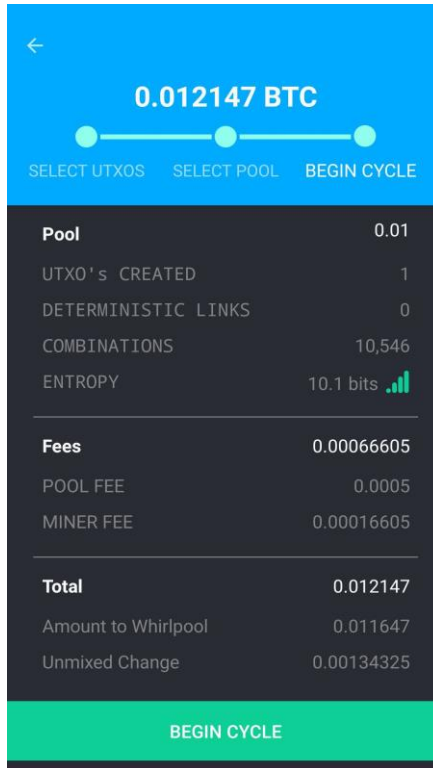 0.012147 BTC
SELECT UTXOS SELECT POOL BEGIN CYCLE
Pool 0.01
UTXO's CREATED 1
DETERMINISTIC LINKS 0
COMBINATIONS 10,546
ENTROPY 10.1 bits
Fees 0.00066605
POOL FEE 0.0005
MINER FEE 0.00016605
Total 0.012147
Amount to Whirlpool 0.011647
Unmixed Change 0.00134325
BEGIN CYCLE